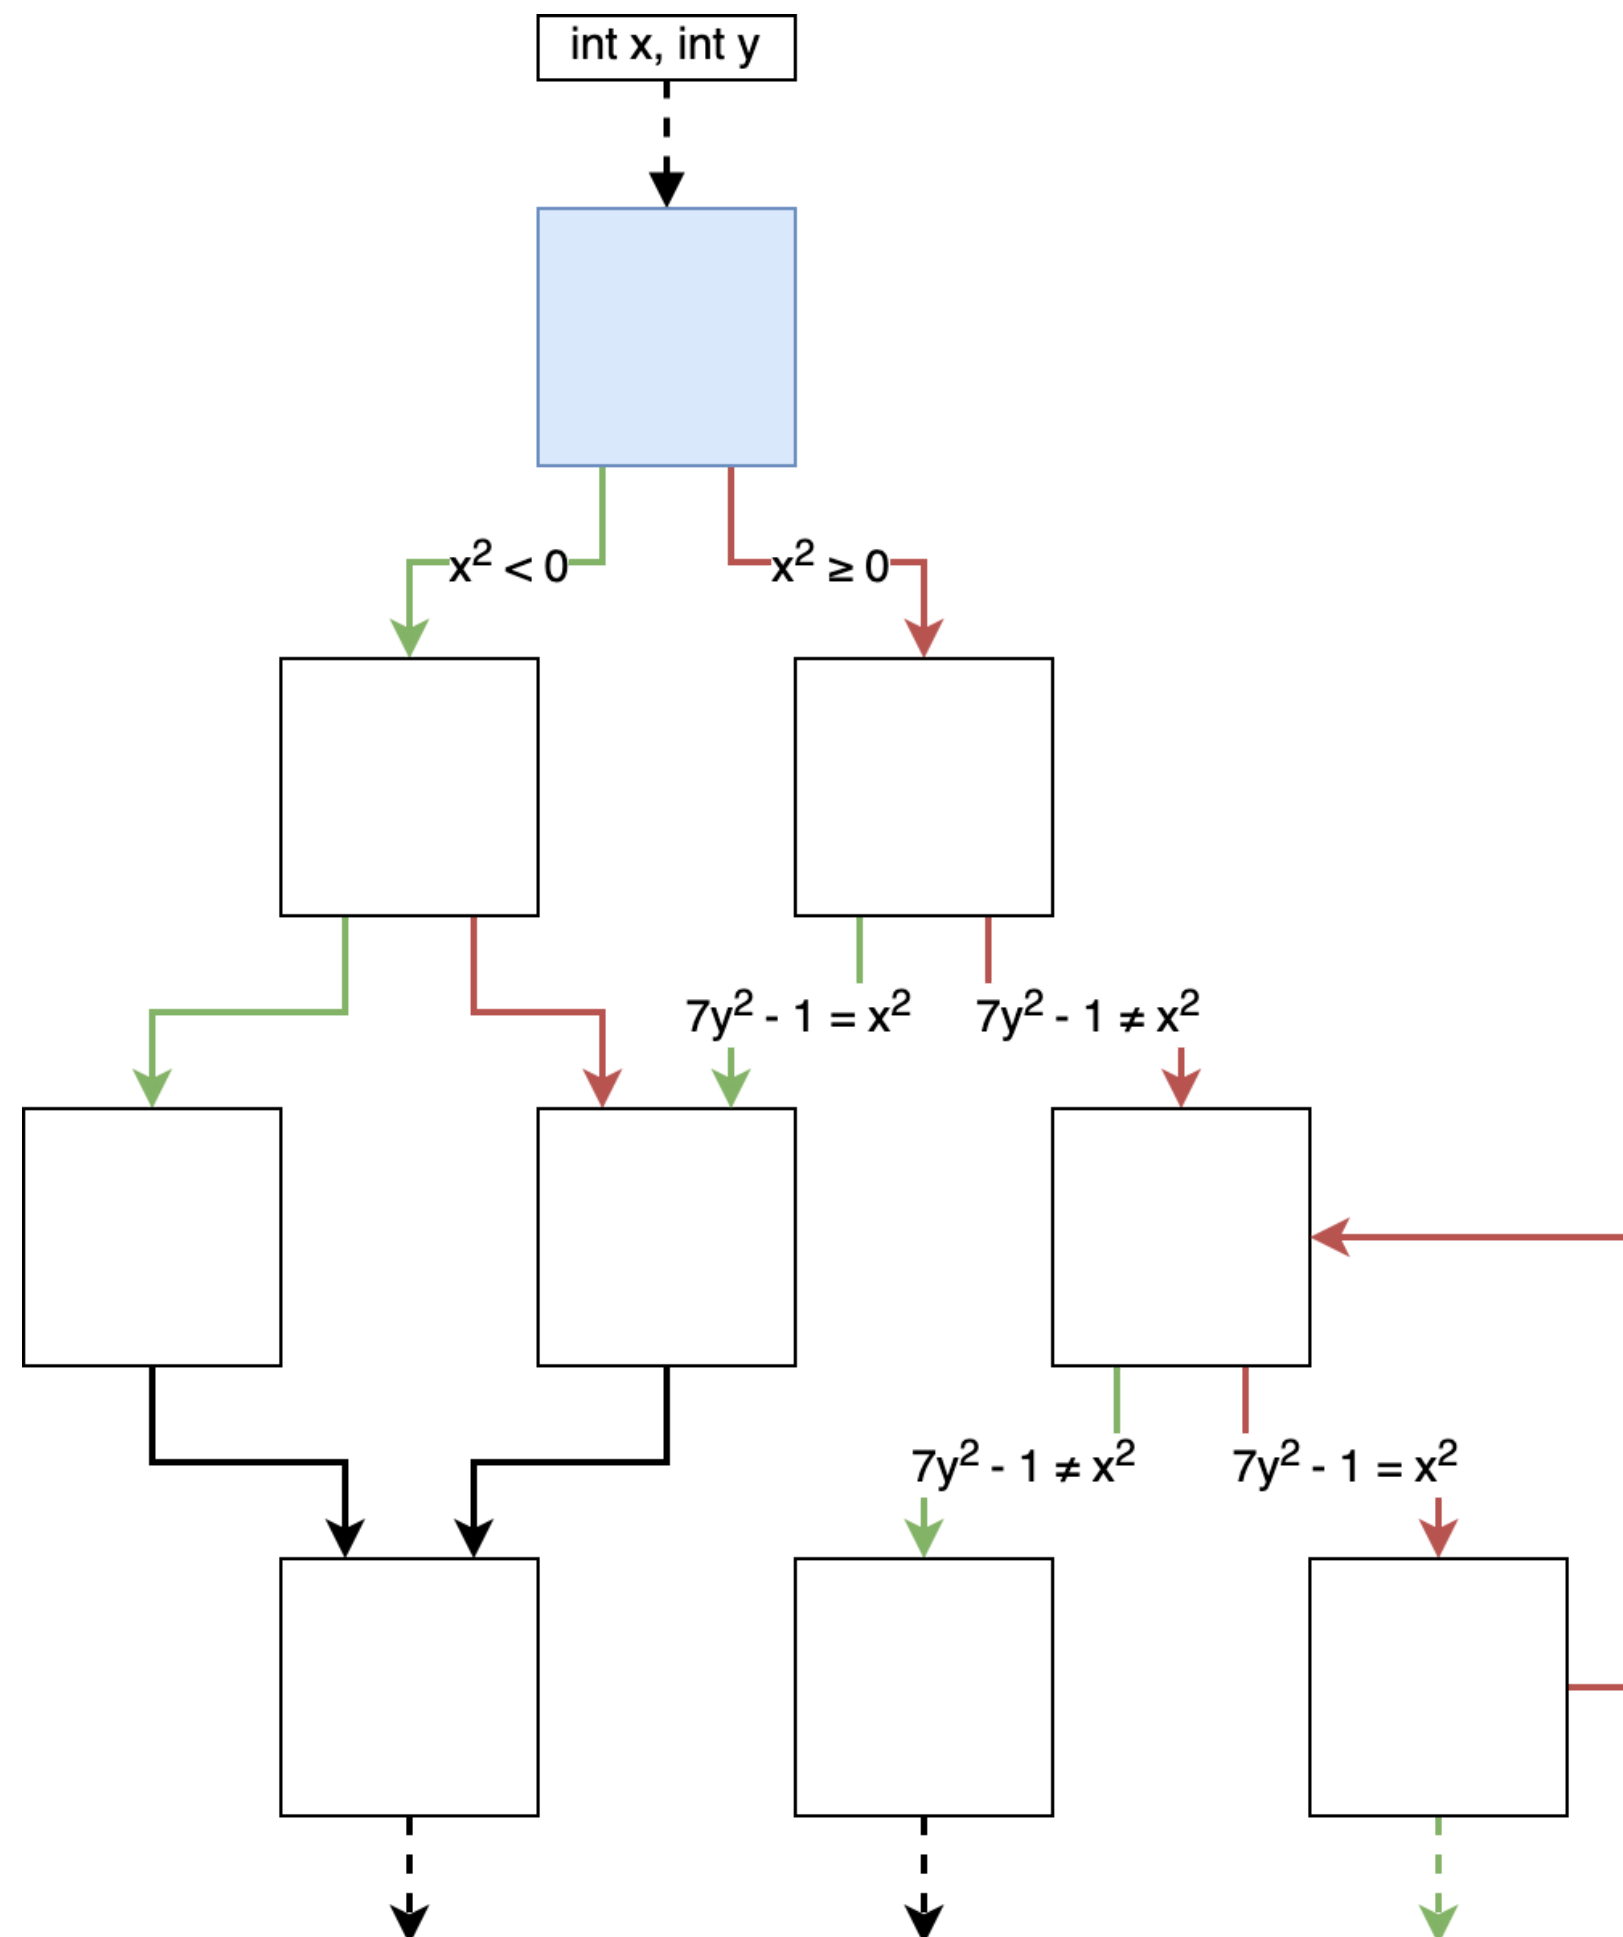 int x, int y
x² < 0
x² ≥ 0
7y² - 1 = x²
7y² - 1 ≠ x²
7y² - 1 ≠ x²
7y² - 1 = x²